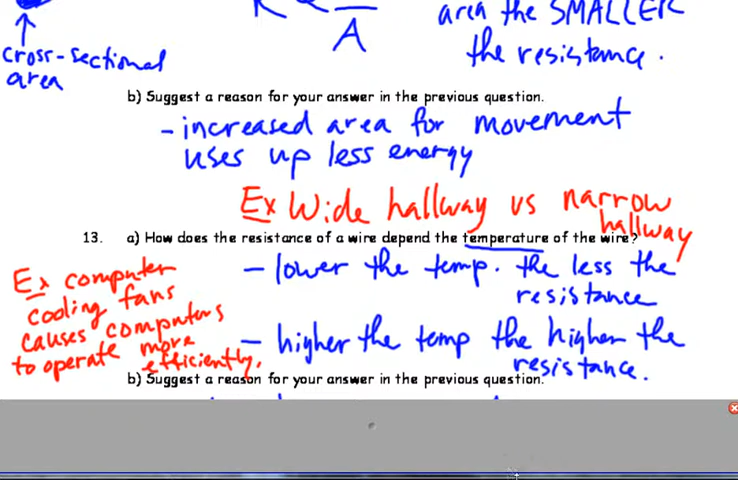 area the SMALLER
R
A
the resistance.
cross-sectional
area
b) Suggest a reason for your answer in the previous question.
- increased area for movement
uses up less energy
Ex Wide hallway vs narrow
hallway
13. a) How does the resistance of a wire depend the temperature of the wire?
Ex computer
cooling fans
causes computers
to operate more
efficiently.
- lower the temp. the less the
resistance
- higher the temp the higher the
resistance.
b) Suggest a reason for your answer in the previous question.